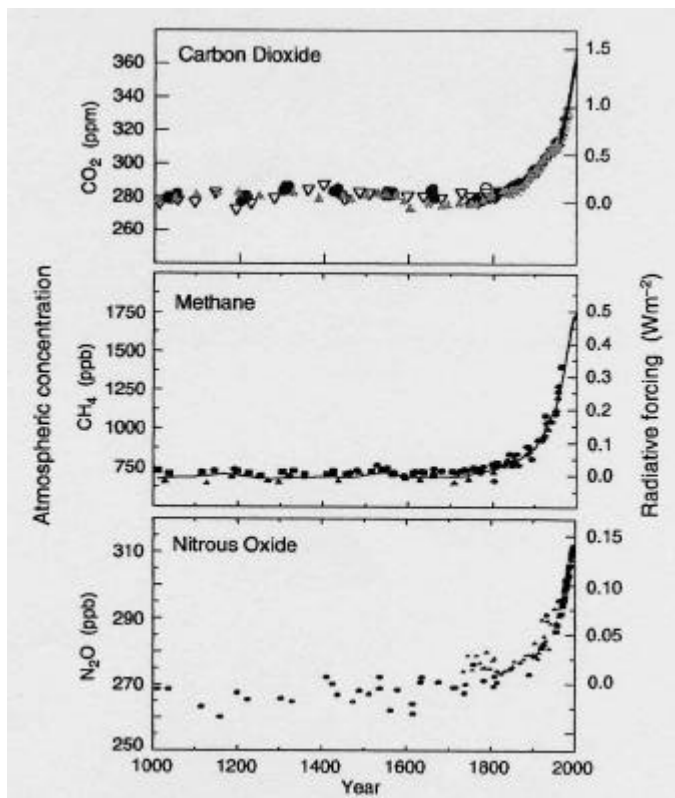 Atmospheric concentration
Radiative forcing (Wm⁻²)
Carbon Dioxide
CO₂ (ppm)
360
340
320
300
280
260
1.5
1.0
0.5
0.0
Methane
CH₄ (ppb)
1750
1500
1250
1000
750
0.5
0.4
0.3
0.2
0.1
0.0
Nitrous Oxide
N₂O (ppb)
310
290
270
250
0.15
0.10
0.05
0.0
1000 1200 1400 1600 1800 2000
Year